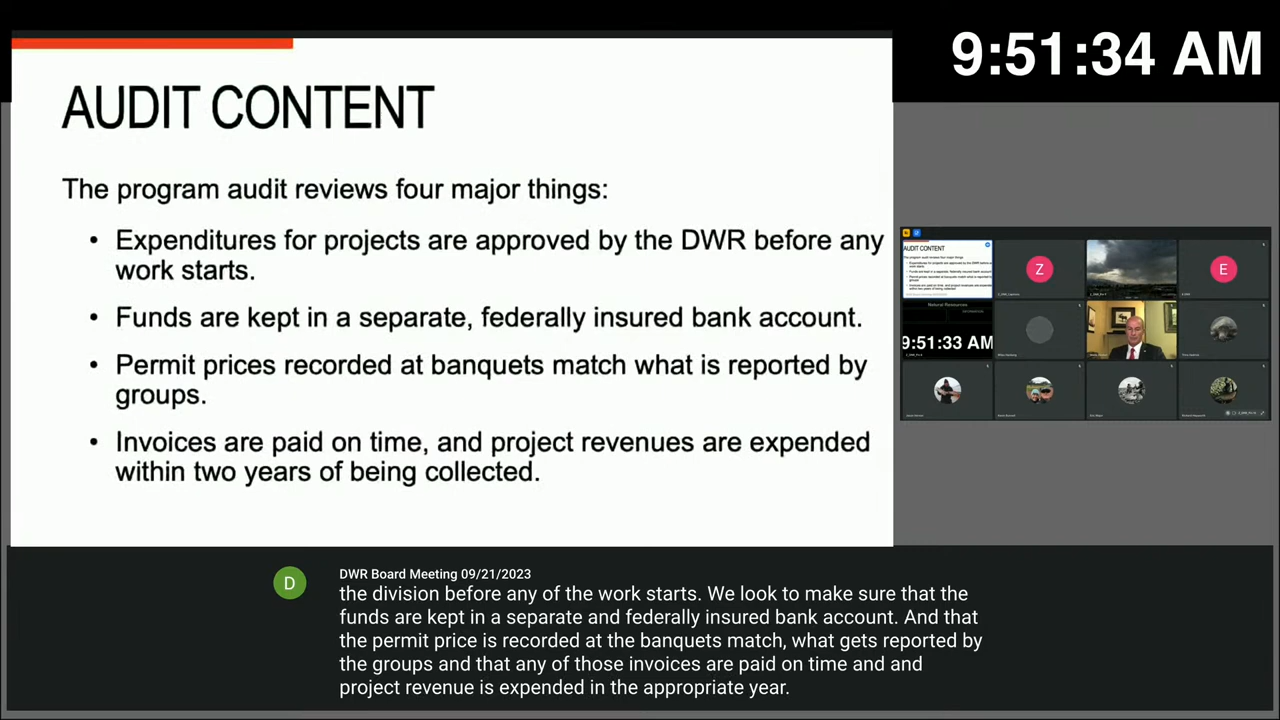 9:51:34 AM
AUDIT CONTENT
The program audit reviews four major things:
• Expenditures for projects are approved by the DWR before any
work starts.
• Funds are kept in a separate, federally insured bank account.
• Permit prices recorded at banquets match what is reported by
groups.
• Invoices are paid on time, and project revenues are expended
within two years of being collected.
AUDIT CONTENT
Z
E
Natural Resources
9:51:33 AM
D
DWR Board Meeting 09/21/2023
the division before any of the work starts. We look to make sure that the
funds are kept in a separate and federally insured bank account. And that
the permit price is recorded at the banquets match, what gets reported by
the groups and that any of those invoices are paid on time and and
project revenue is expended in the appropriate year.